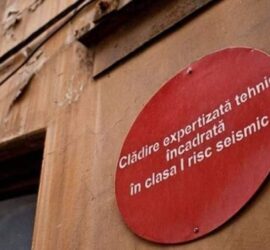 Clădire expertizată tehnic
încadrată
în clasa I risc seismic